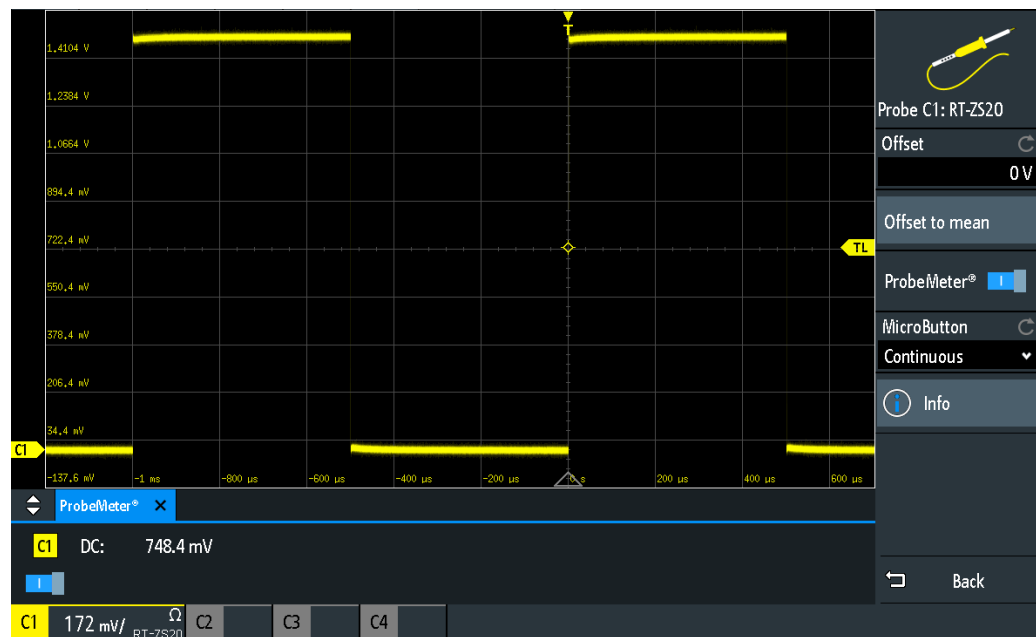 T
1.4104 V
1.2384 V
1.0664 V
894.4 mV
722.4 mV
TL
550.4 mV
378.4 mV
206.4 mV
34.4 mV
C1
-137.6 mV
-1 ms
-800 µs
-600 µs
-400 µs
-200 µs
0 s
200 µs
400 µs
600 µs
Probe C1: RT-ZS20
Offset
0 V
Offset to mean
ProbeMeter®
I
MicroButton
Continuous
i Info
Back
ProbeMeter® ×
C1 DC: 748.4 mV
I
C1 172 mV/ Ω RT-ZS20 C2 C3 C4